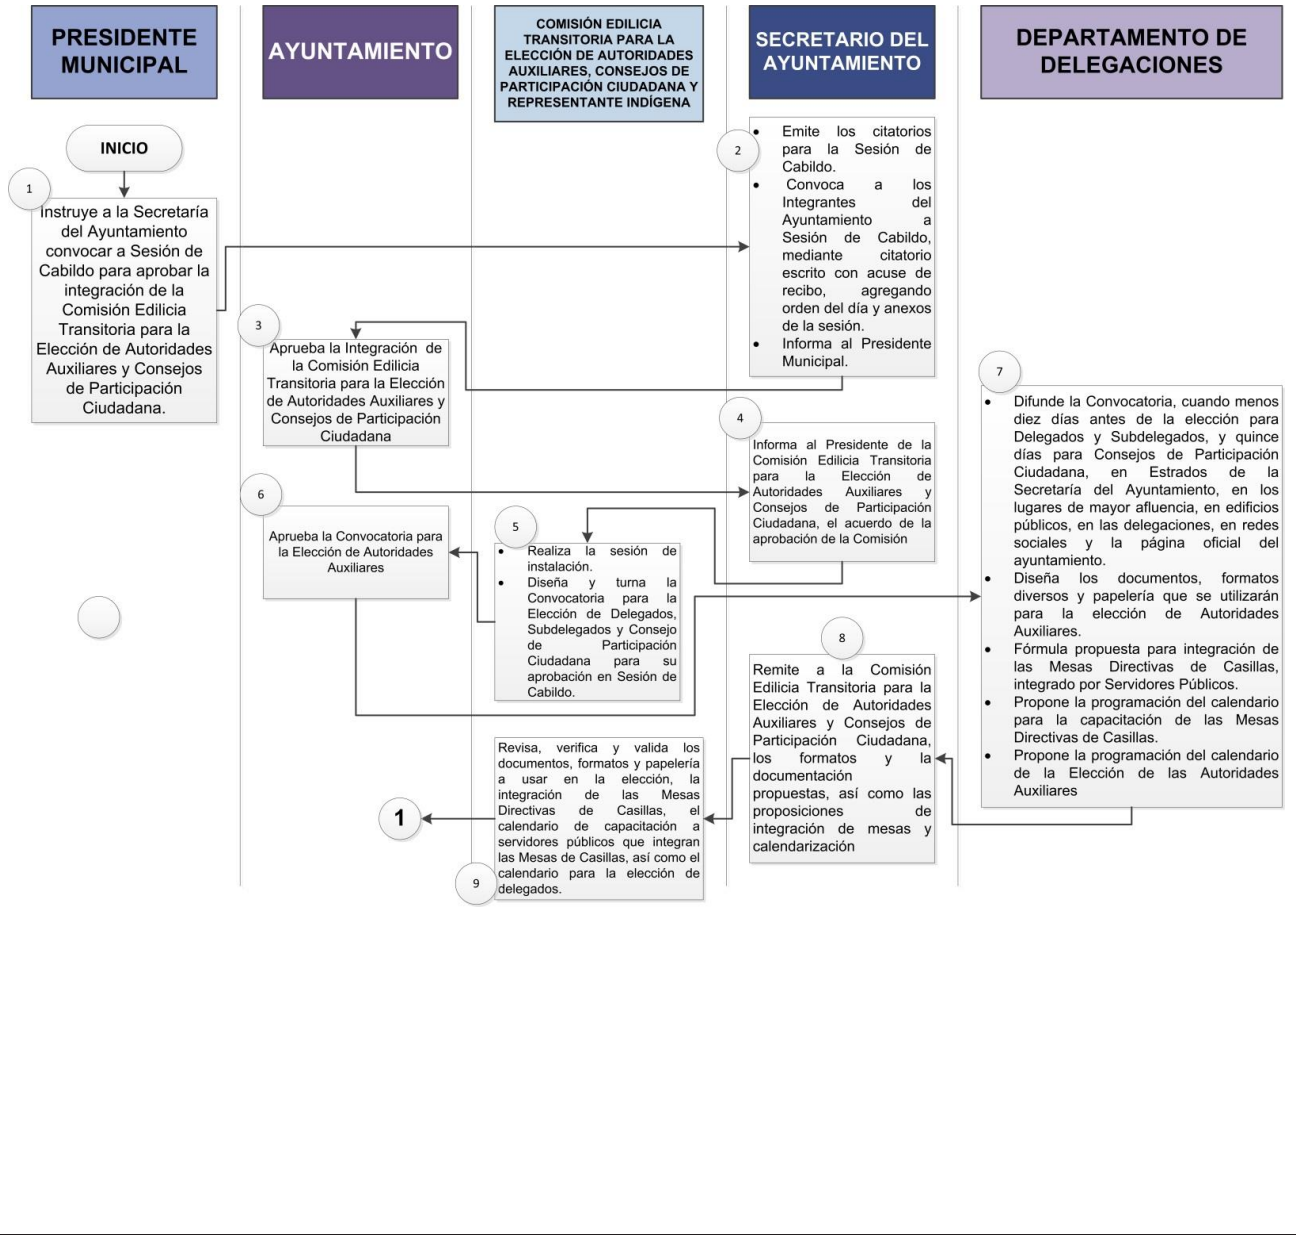 PRESIDENTE
MUNICIPAL
AYUNTAMIENTO
COMISIÓN EDILICIA
TRANSITORIA PARA LA
ELECCIÓN DE AUTORIDADES
AUXILIARES, CONSEJOS DE
PARTICIPACIÓN CIUDADANA Y
REPRESENTANTE INDÍGENA
SECRETARIO DEL
AYUNTAMIENTO
DEPARTAMENTO DE
DELEGACIONES
INICIO
1
Instruye a la Secretaría
del Ayuntamiento
convocar a Sesión de
Cabildo para aprobar la
integración de la
Comisión Edilicia
Transitoria para la
Elección de Autoridades
Auxiliares y Consejos
de Participación
Ciudadana.
2
• Emite los citatorios
para la Sesión de
Cabildo.
• Convoca a los
Integrantes del
Ayuntamiento a
Sesión de Cabildo,
mediante citatorio
escrito con acuse de
recibo, agregando
orden del día y anexos
de la sesión.
• Informa al Presidente
Municipal.
3
Aprueba la Integración de
la Comisión Edilicia
Transitoria para la Elección
de Autoridades Auxiliares y
Consejos de Participación
Ciudadana
4
Informa al Presidente de la
Comisión Edilicia Transitoria
para la Elección de
Autoridades Auxiliares y
Consejos de Participación
Ciudadana, el acuerdo de la
aprobación de la Comisión
5
• Realiza la sesión de
instalación.
• Diseña y turna la
Convocatoria para la
Elección de Delegados,
Subdelegados y Consejo
de Participación
Ciudadana para su
aprobación en Sesión de
Cabildo.
6
Aprueba la Convocatoria para
la Elección de Autoridades
Auxiliares
7
• Difunde la Convocatoria, cuando menos
diez días antes de la elección para
Delegados y Subdelegados, y quince
días para Consejos de Participación
Ciudadana, en Estrados de la
Secretaría del Ayuntamiento, en los
lugares de mayor afluencia, en edificios
públicos, en las delegaciones, en redes
sociales y la página oficial del
ayuntamiento.
• Diseña los documentos, formatos
diversos y papelería que se utilizarán
para la elección de Autoridades
Auxiliares.
• Fórmula propuesta para integración de
las Mesas Directivas de Casillas,
integrado por Servidores Públicos.
• Propone la programación del calendario
para la capacitación de las Mesas
Directivas de Casillas.
• Propone la programación del calendario
de la Elección de las Autoridades
Auxiliares
8
Remite a la Comisión
Edilicia Transitoria para la
Elección de Autoridades
Auxiliares y Consejos de
Participación Ciudadana,
los formatos y la
documentación
propuestas, así como las
proposiciones de
integración de mesas y
calendarización
9
Revisa, verifica y valida los
documentos, formatos y papelería
a usar en la elección, la
integración de las Mesas
Directivas de Casillas, el
calendario de capacitación a
servidores públicos que integran
las Mesas de Casillas, así como el
calendario para la elección de
delegados.
1